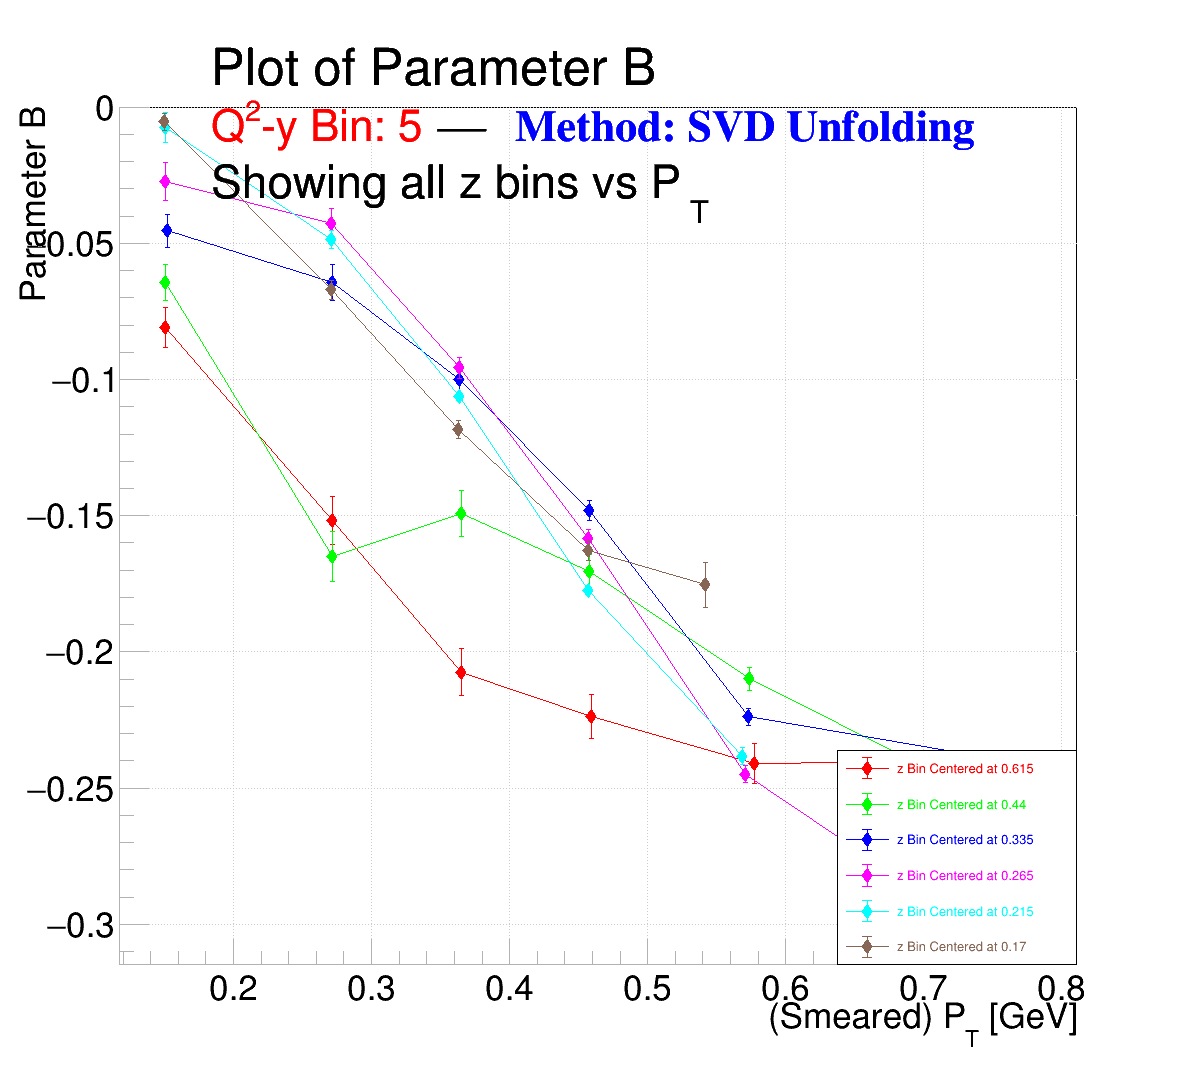 Plot of Parameter B
Q²-y Bin: 5 — Method: SVD Unfolding
Showing all z bins vs P_T
Parameter B
0
−0.05
−0.1
−0.15
−0.2
−0.25
−0.3
z Bin Centered at 0.615
z Bin Centered at 0.44
z Bin Centered at 0.335
z Bin Centered at 0.265
z Bin Centered at 0.215
z Bin Centered at 0.17
0.2 0.3 0.4 0.5 0.6 0.7 0.8
(Smeared) P_T [GeV]